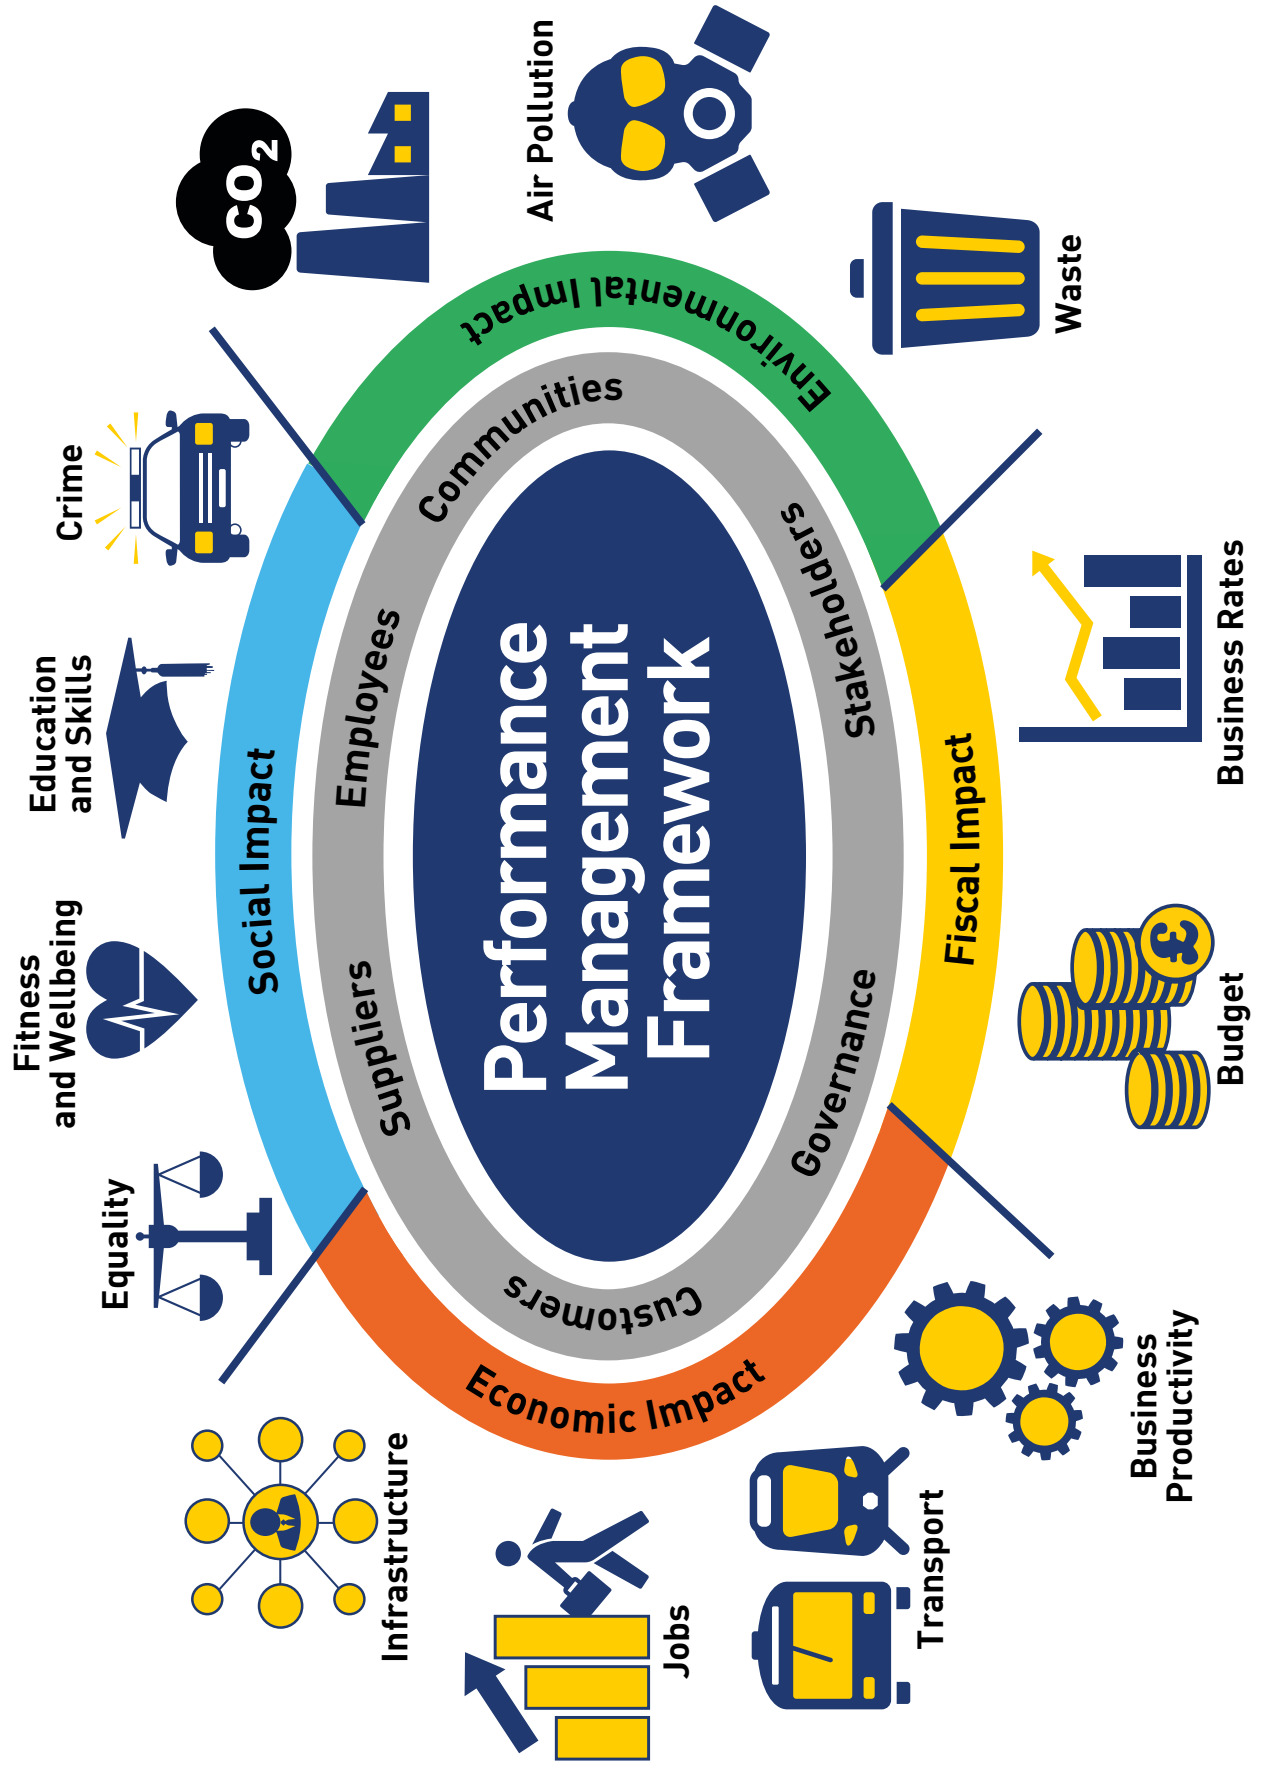 Performance
Management
Framework
Suppliers
Employees
Communities
Stakeholders
Governance
Customers
Social Impact
Environmental Impact
Fiscal Impact
Economic Impact
Equality
Fitness
and Wellbeing
Education
and Skills
Crime
CO2
Air Pollution
Waste
Business Rates
£
Budget
Business
Productivity
Transport
Jobs
Infrastructure